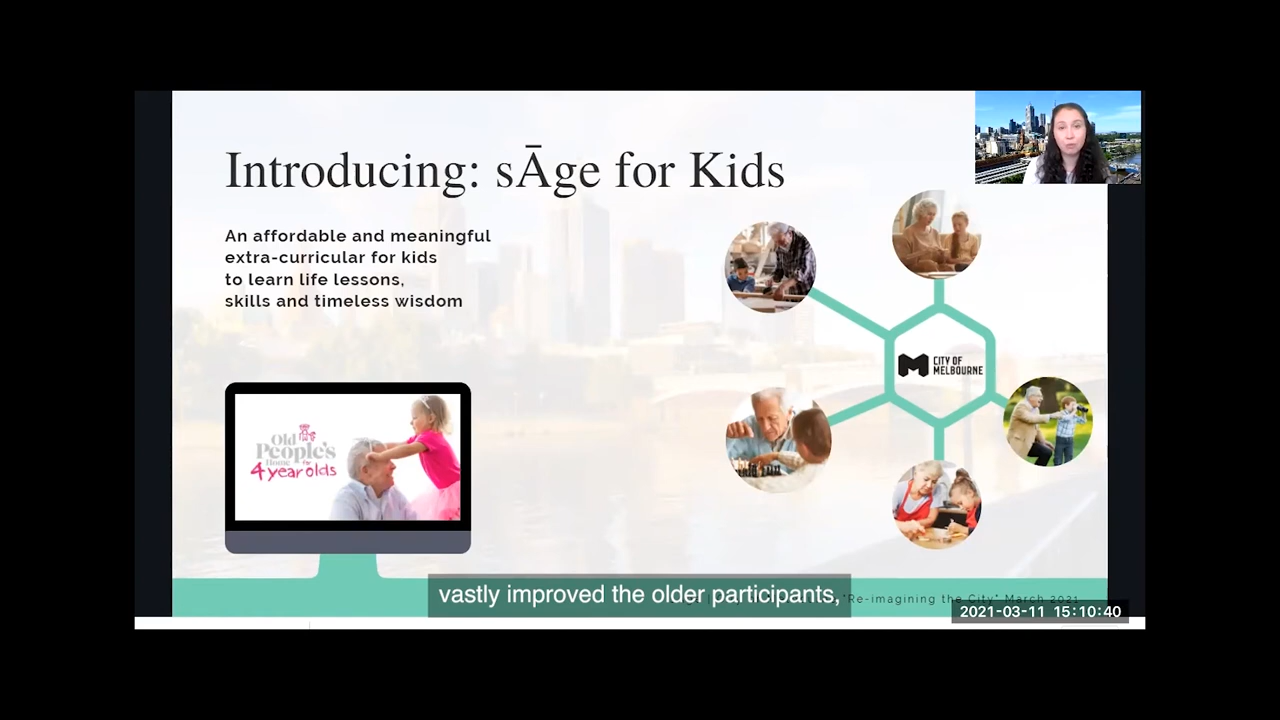 Introducing: sĀge for Kids
An affordable and meaningful
extra-curricular for kids
to learn life lessons,
skills and timeless wisdom
CITY OF
MELBOURNE
Old
People's
Home for
4 year olds
vastly improved the older participants,
"Re-imagining the City" March 2021
2021-03-11 15:10:40